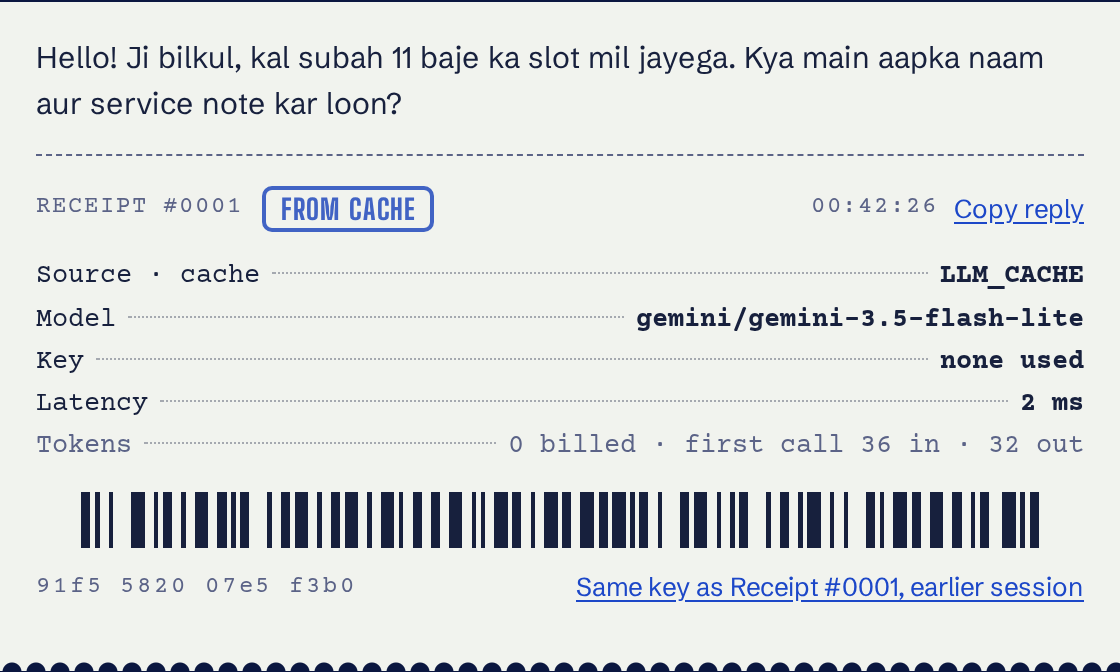 Hello! Ji bilkul, kal subah 11 baje ka slot mil jayega. Kya main aapka naam
aur service note kar loon?
RECEIPT #0001 FROM CACHE 00:42:26 Copy reply
Source · cache LLM_CACHE
Model gemini/gemini-3.5-flash-lite
Key none used
Latency 2 ms
Tokens 0 billed · first call 36 in · 32 out
91f5 5820 07e5 f3b0 Same key as Receipt #0001, earlier session